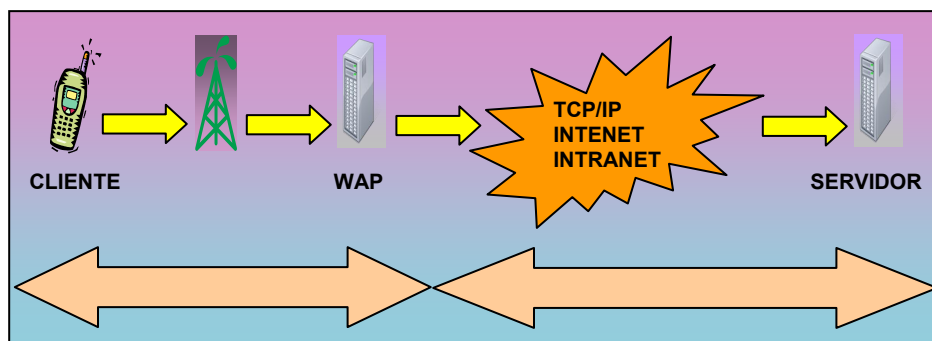 TCP/IP
INTENET
INTRANET
CLIENTE
WAP
SERVIDOR